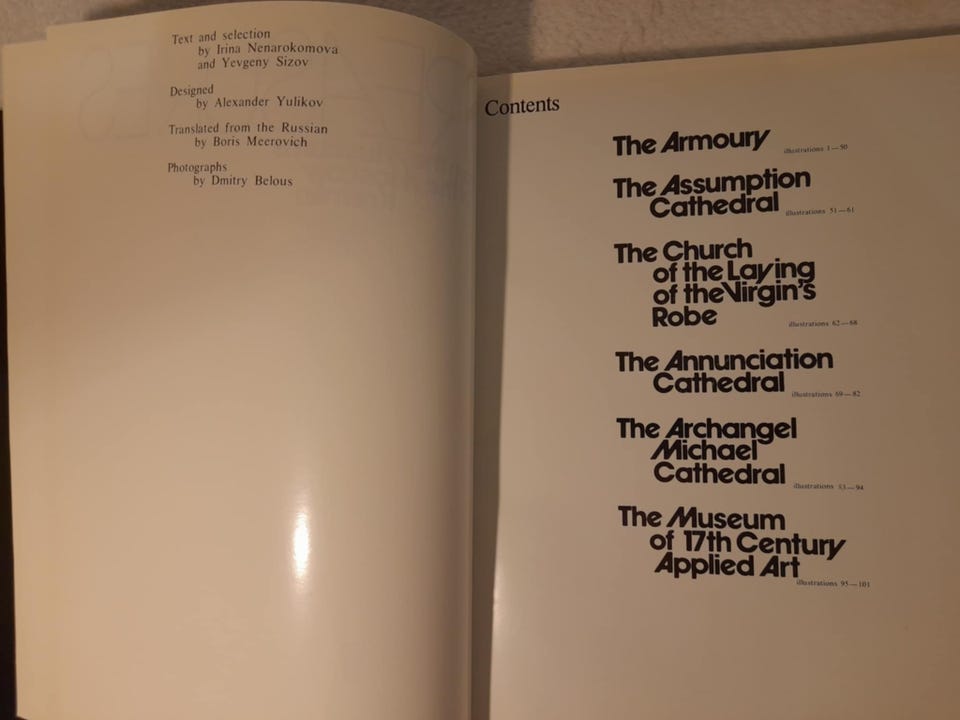 Text and selection
by Irina Nenarokomova
and Yevgeny Sizov
Designed
by Alexander Yulikov
Translated from the Russian
by Boris Meerovich
Photographs
by Dmitry Belous
Contents
The Armoury illustrations 1—50
The Assumption
Cathedral illustrations 51—61
The Church
of the Laying
of the Virgin's
Robe illustrations 62—68
The Annunciation
Cathedral illustrations 69—82
The Archangel
Michael
Cathedral illustrations 83—94
The Museum
of 17th Century
Applied Art
illustrations 95—101